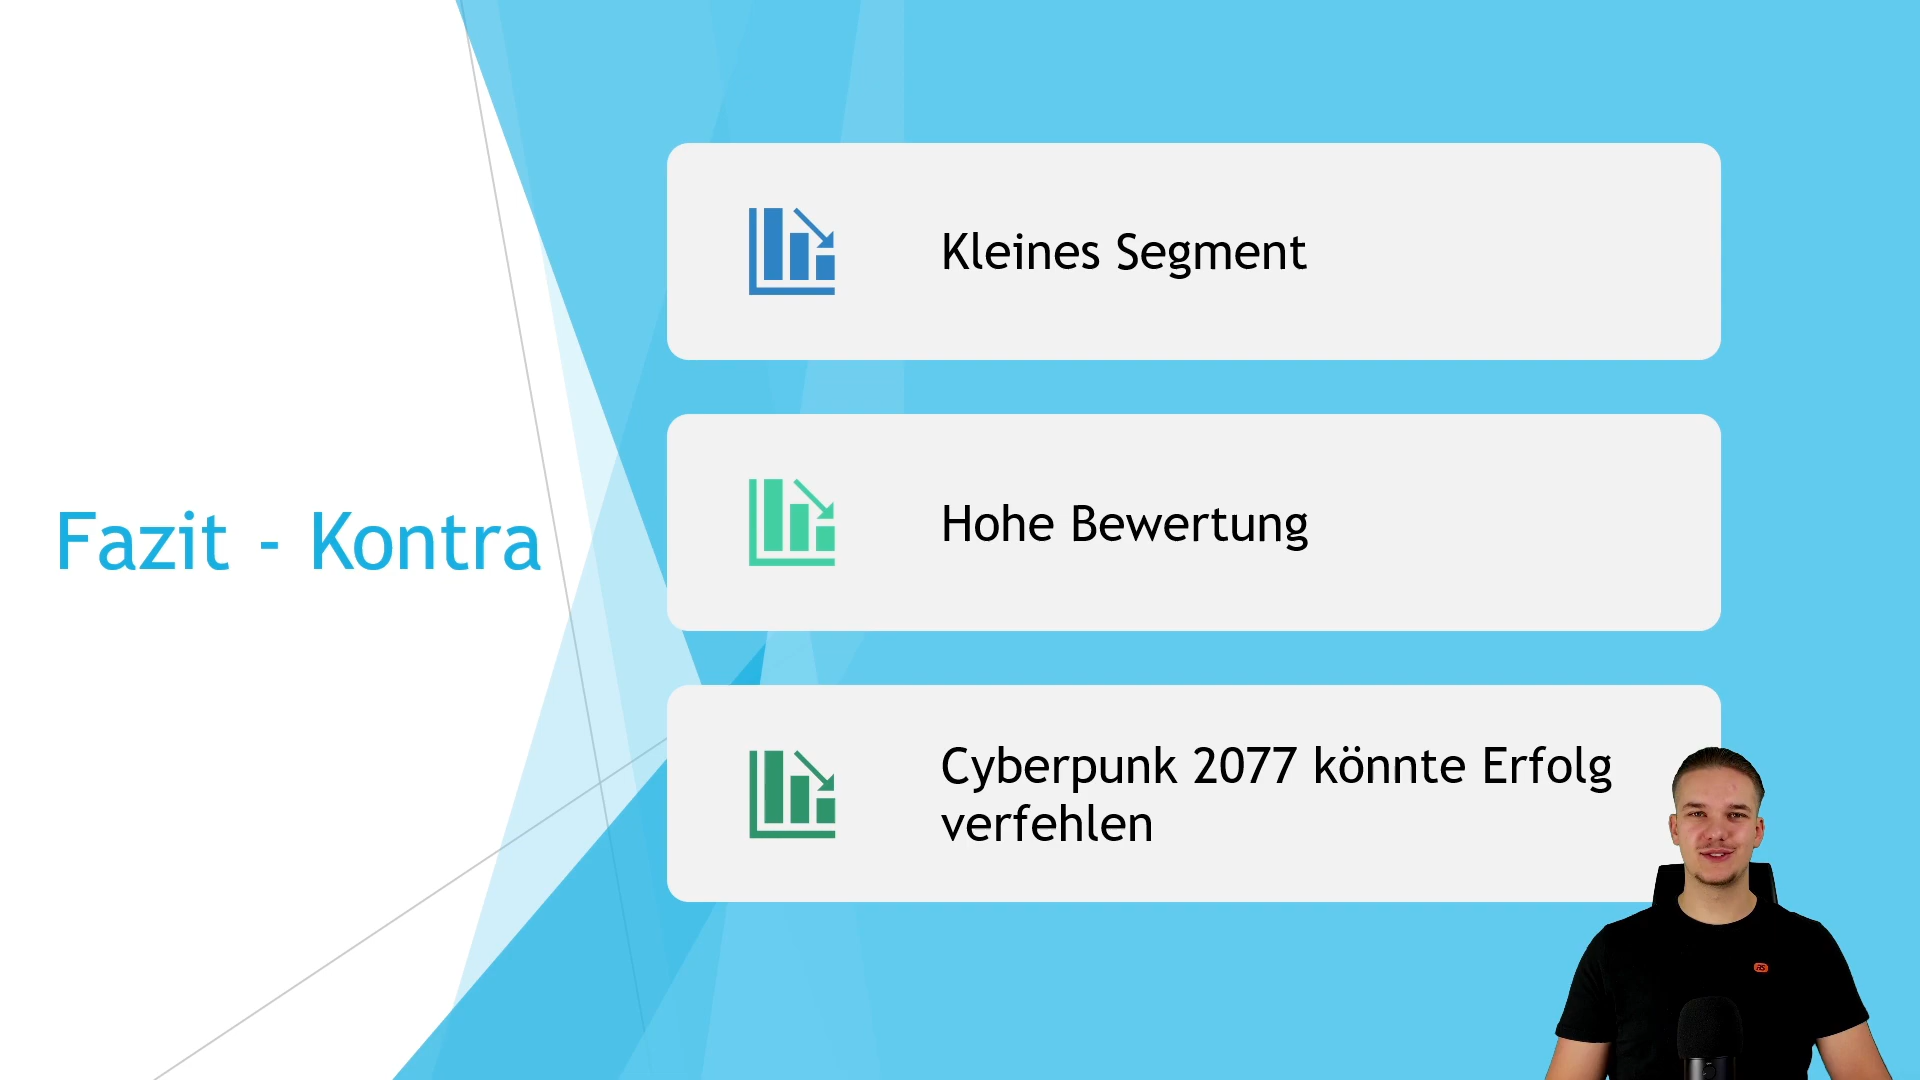 Fazit - Kontra
Kleines Segment
Hohe Bewertung
Cyberpunk 2077 könnte Erfolg
verfehlen